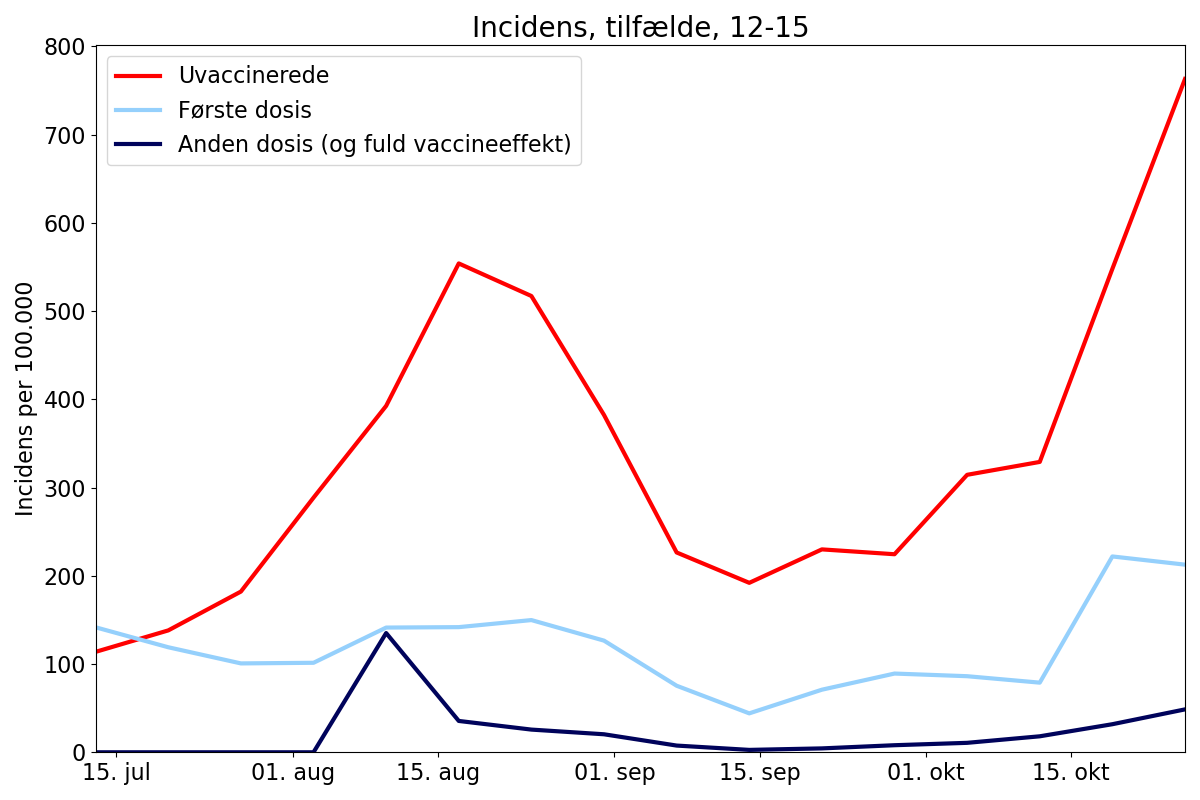 Incidens, tilfælde, 12-15
Uvaccinerede
Første dosis
Anden dosis (og fuld vaccineeffekt)
Incidens per 100.000
800
700
600
500
400
300
200
100
0
15. jul
01. aug
15. aug
01. sep
15. sep
01. okt
15. okt